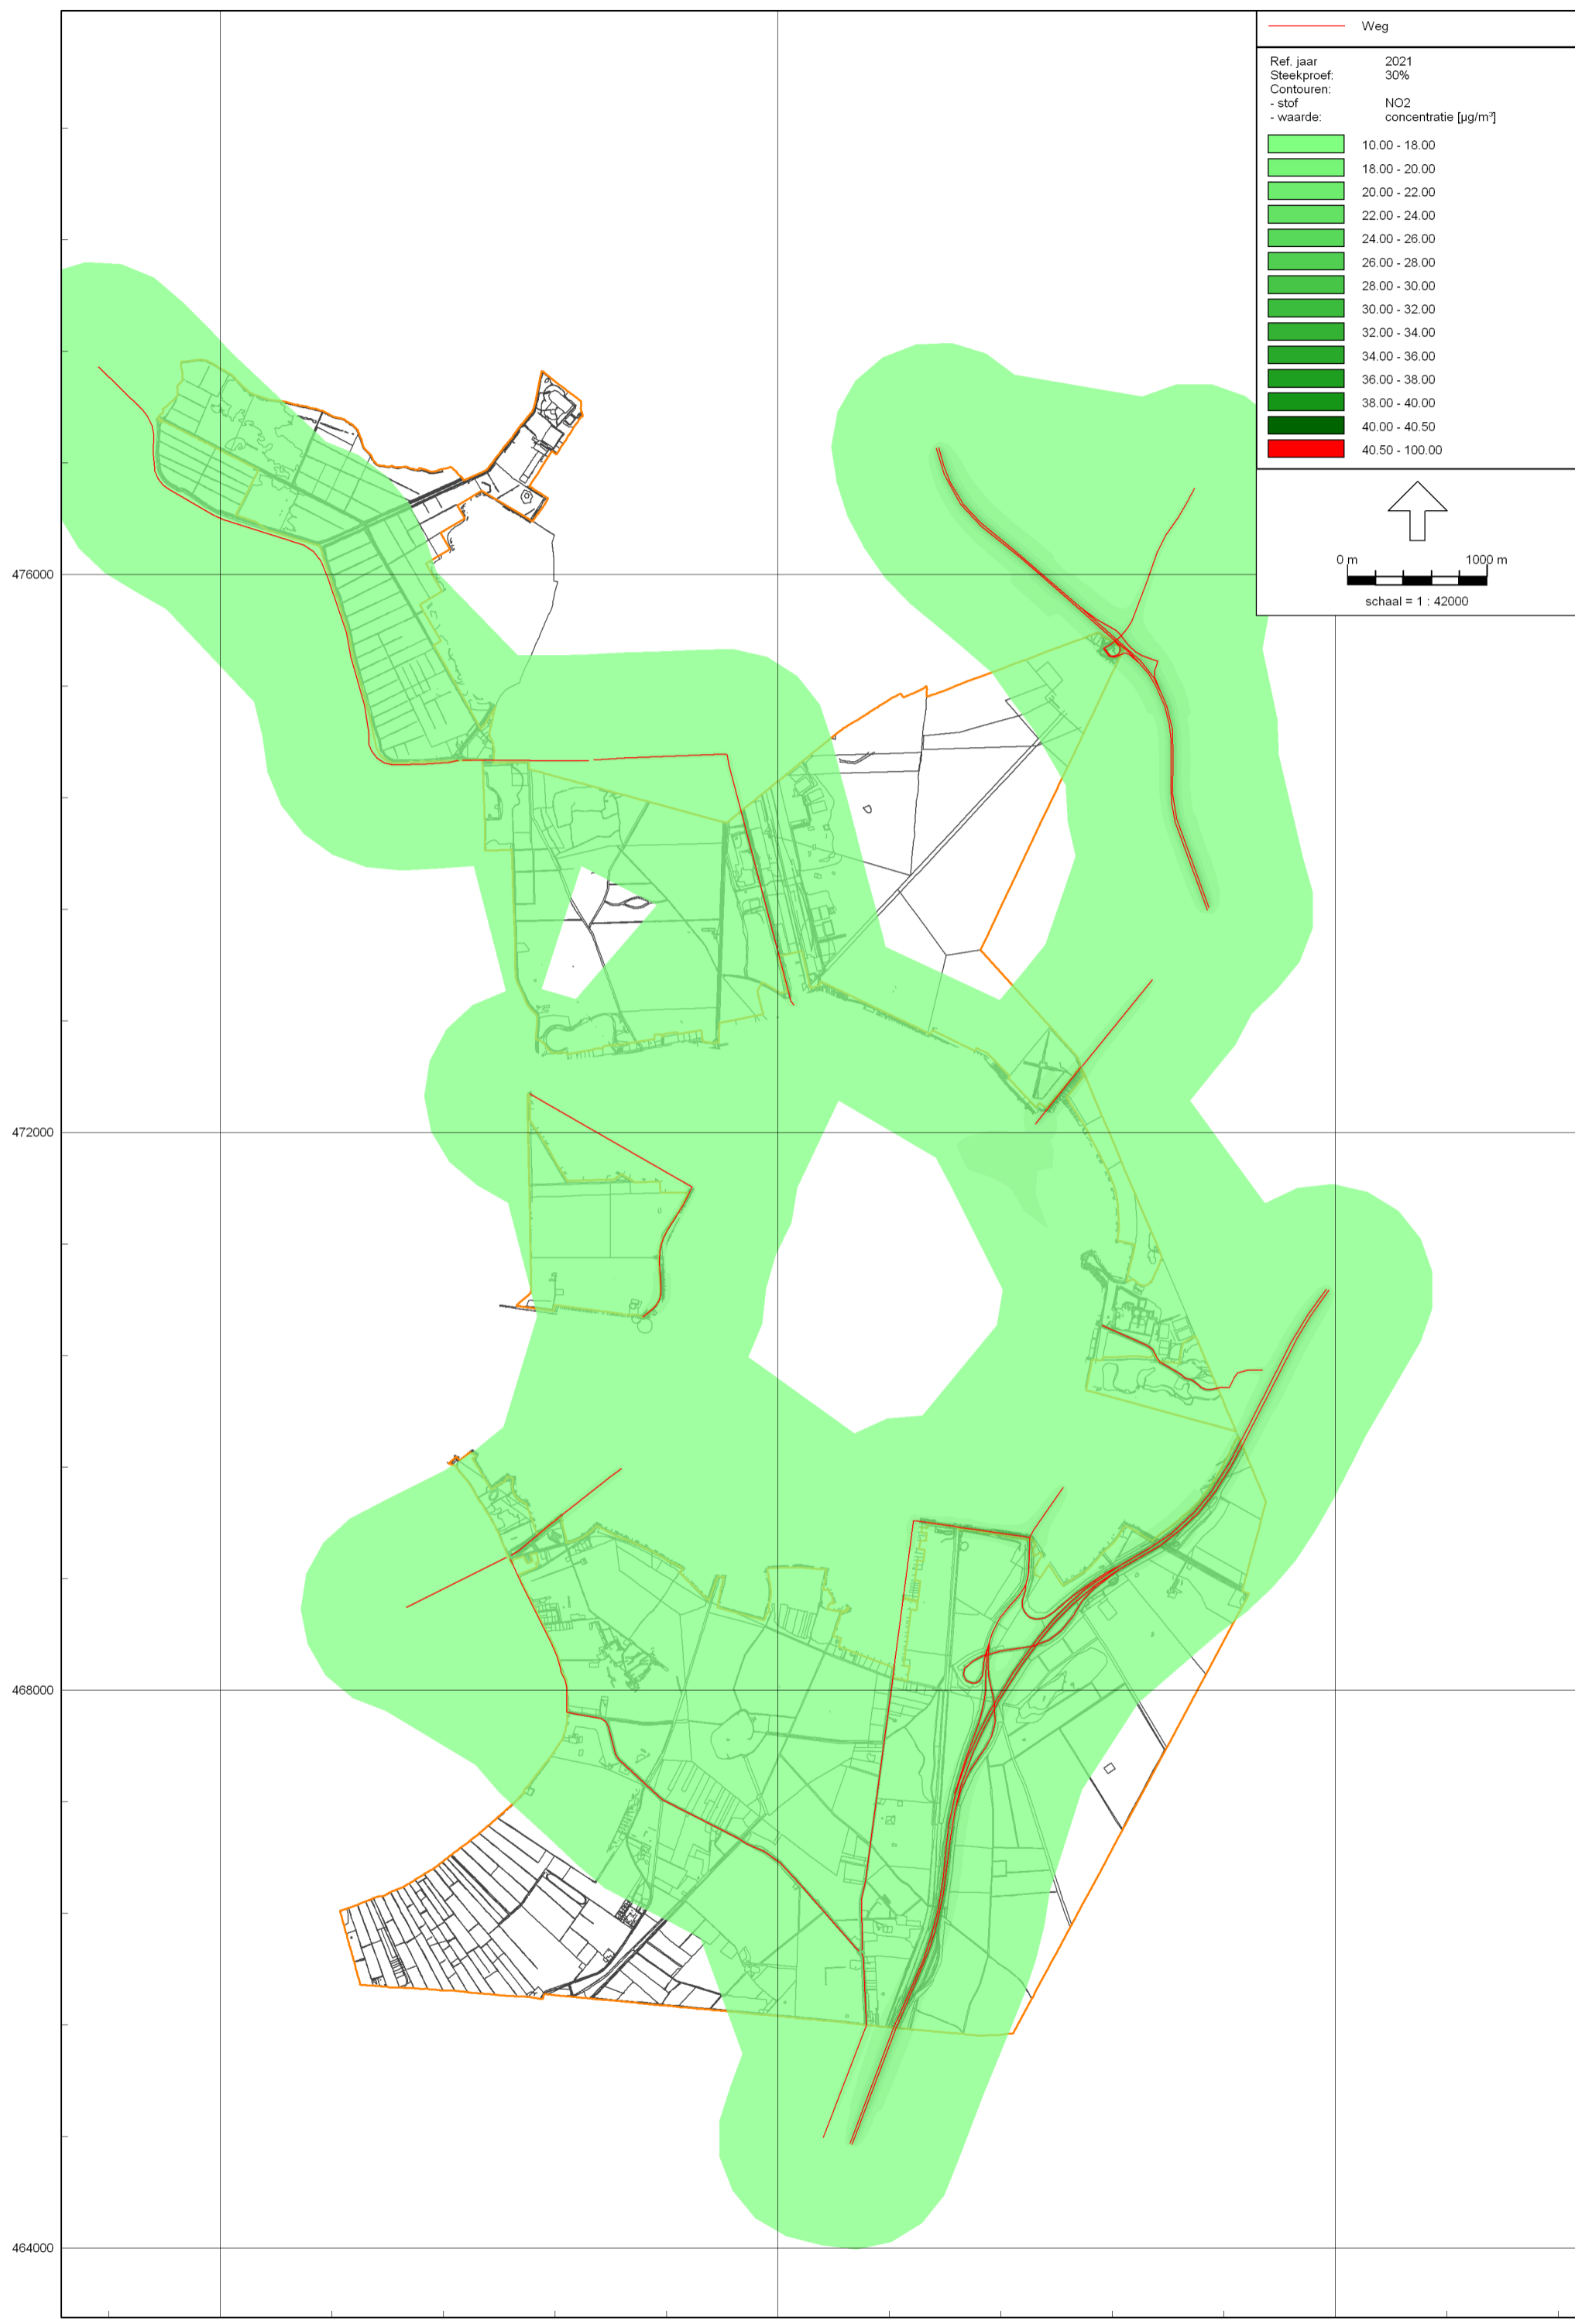 Weg
Ref. jaar 2021
Steekproef: 30%
Contouren:
- stof NO2
- waarde: concentratie [µg/m³]
10.00 - 18.00
18.00 - 20.00
20.00 - 22.00
22.00 - 24.00
24.00 - 26.00
26.00 - 28.00
28.00 - 30.00
30.00 - 32.00
32.00 - 34.00
34.00 - 36.00
36.00 - 38.00
38.00 - 40.00
40.00 - 40.50
40.50 - 100.00
0 m 1000 m
schaal = 1 : 42000
476000
472000
468000
464000